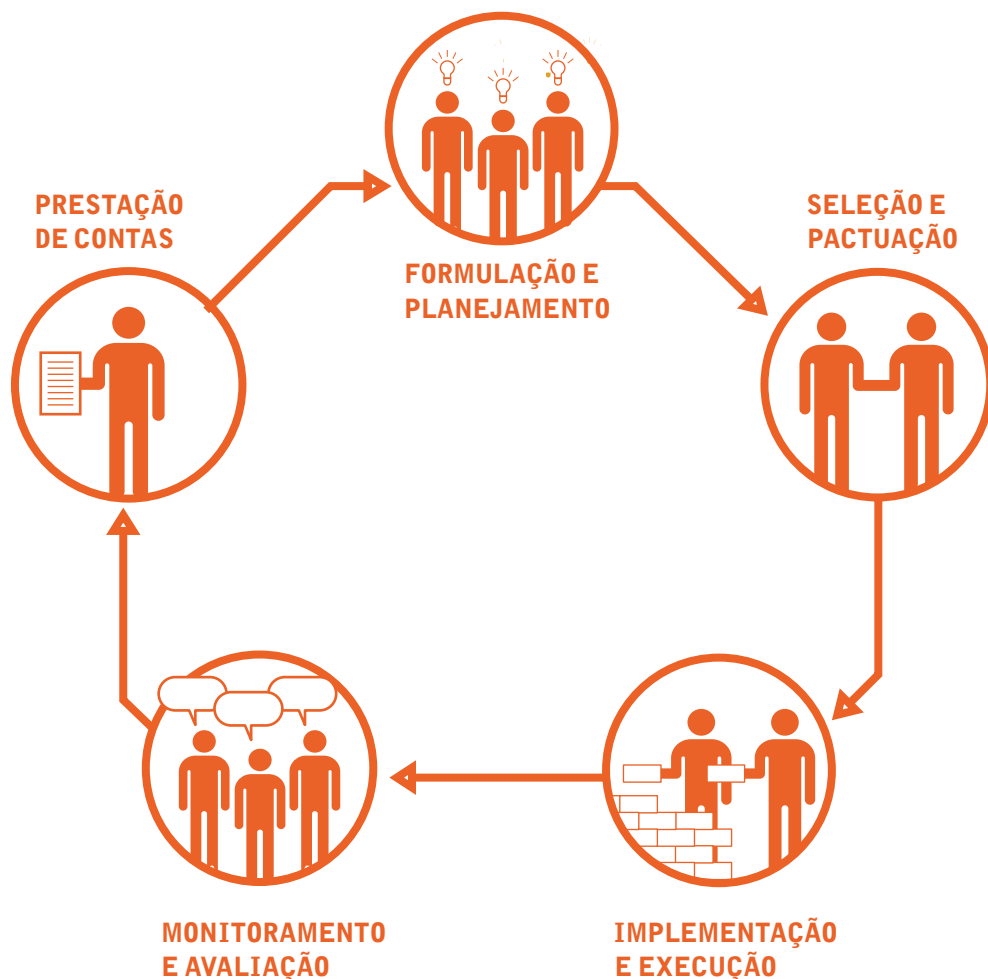 PRESTAÇÃO
DE CONTAS
FORMULAÇÃO E
PLANEJAMENTO
SELEÇÃO E
PACTUAÇÃO
MONITORAMENTO
E AVALIAÇÃO
IMPLEMENTAÇÃO
E EXECUÇÃO